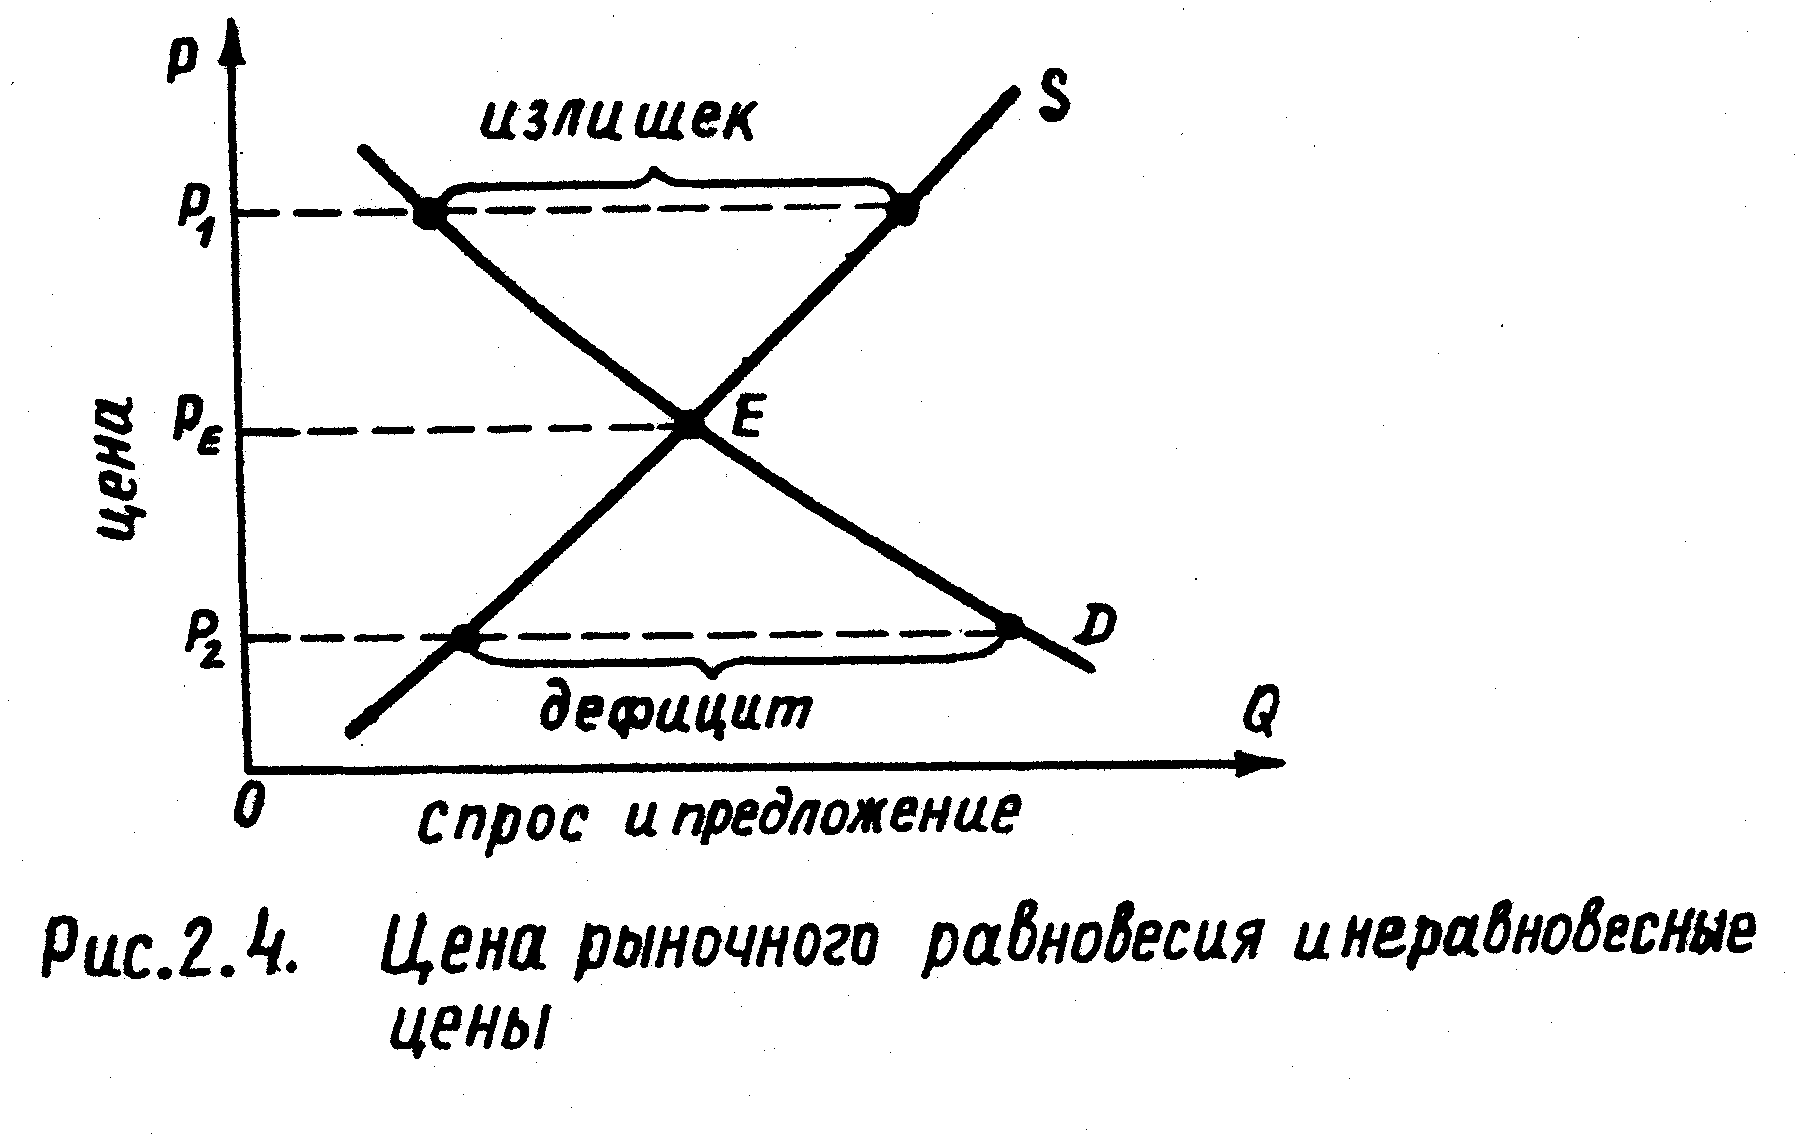 P
излишек
S
P1
E
PE
цена
P2
D
дефицит
Q
0
спрос и предложение
Рис. 2.4. Цена рыночного равновесия и неравновесные
цены